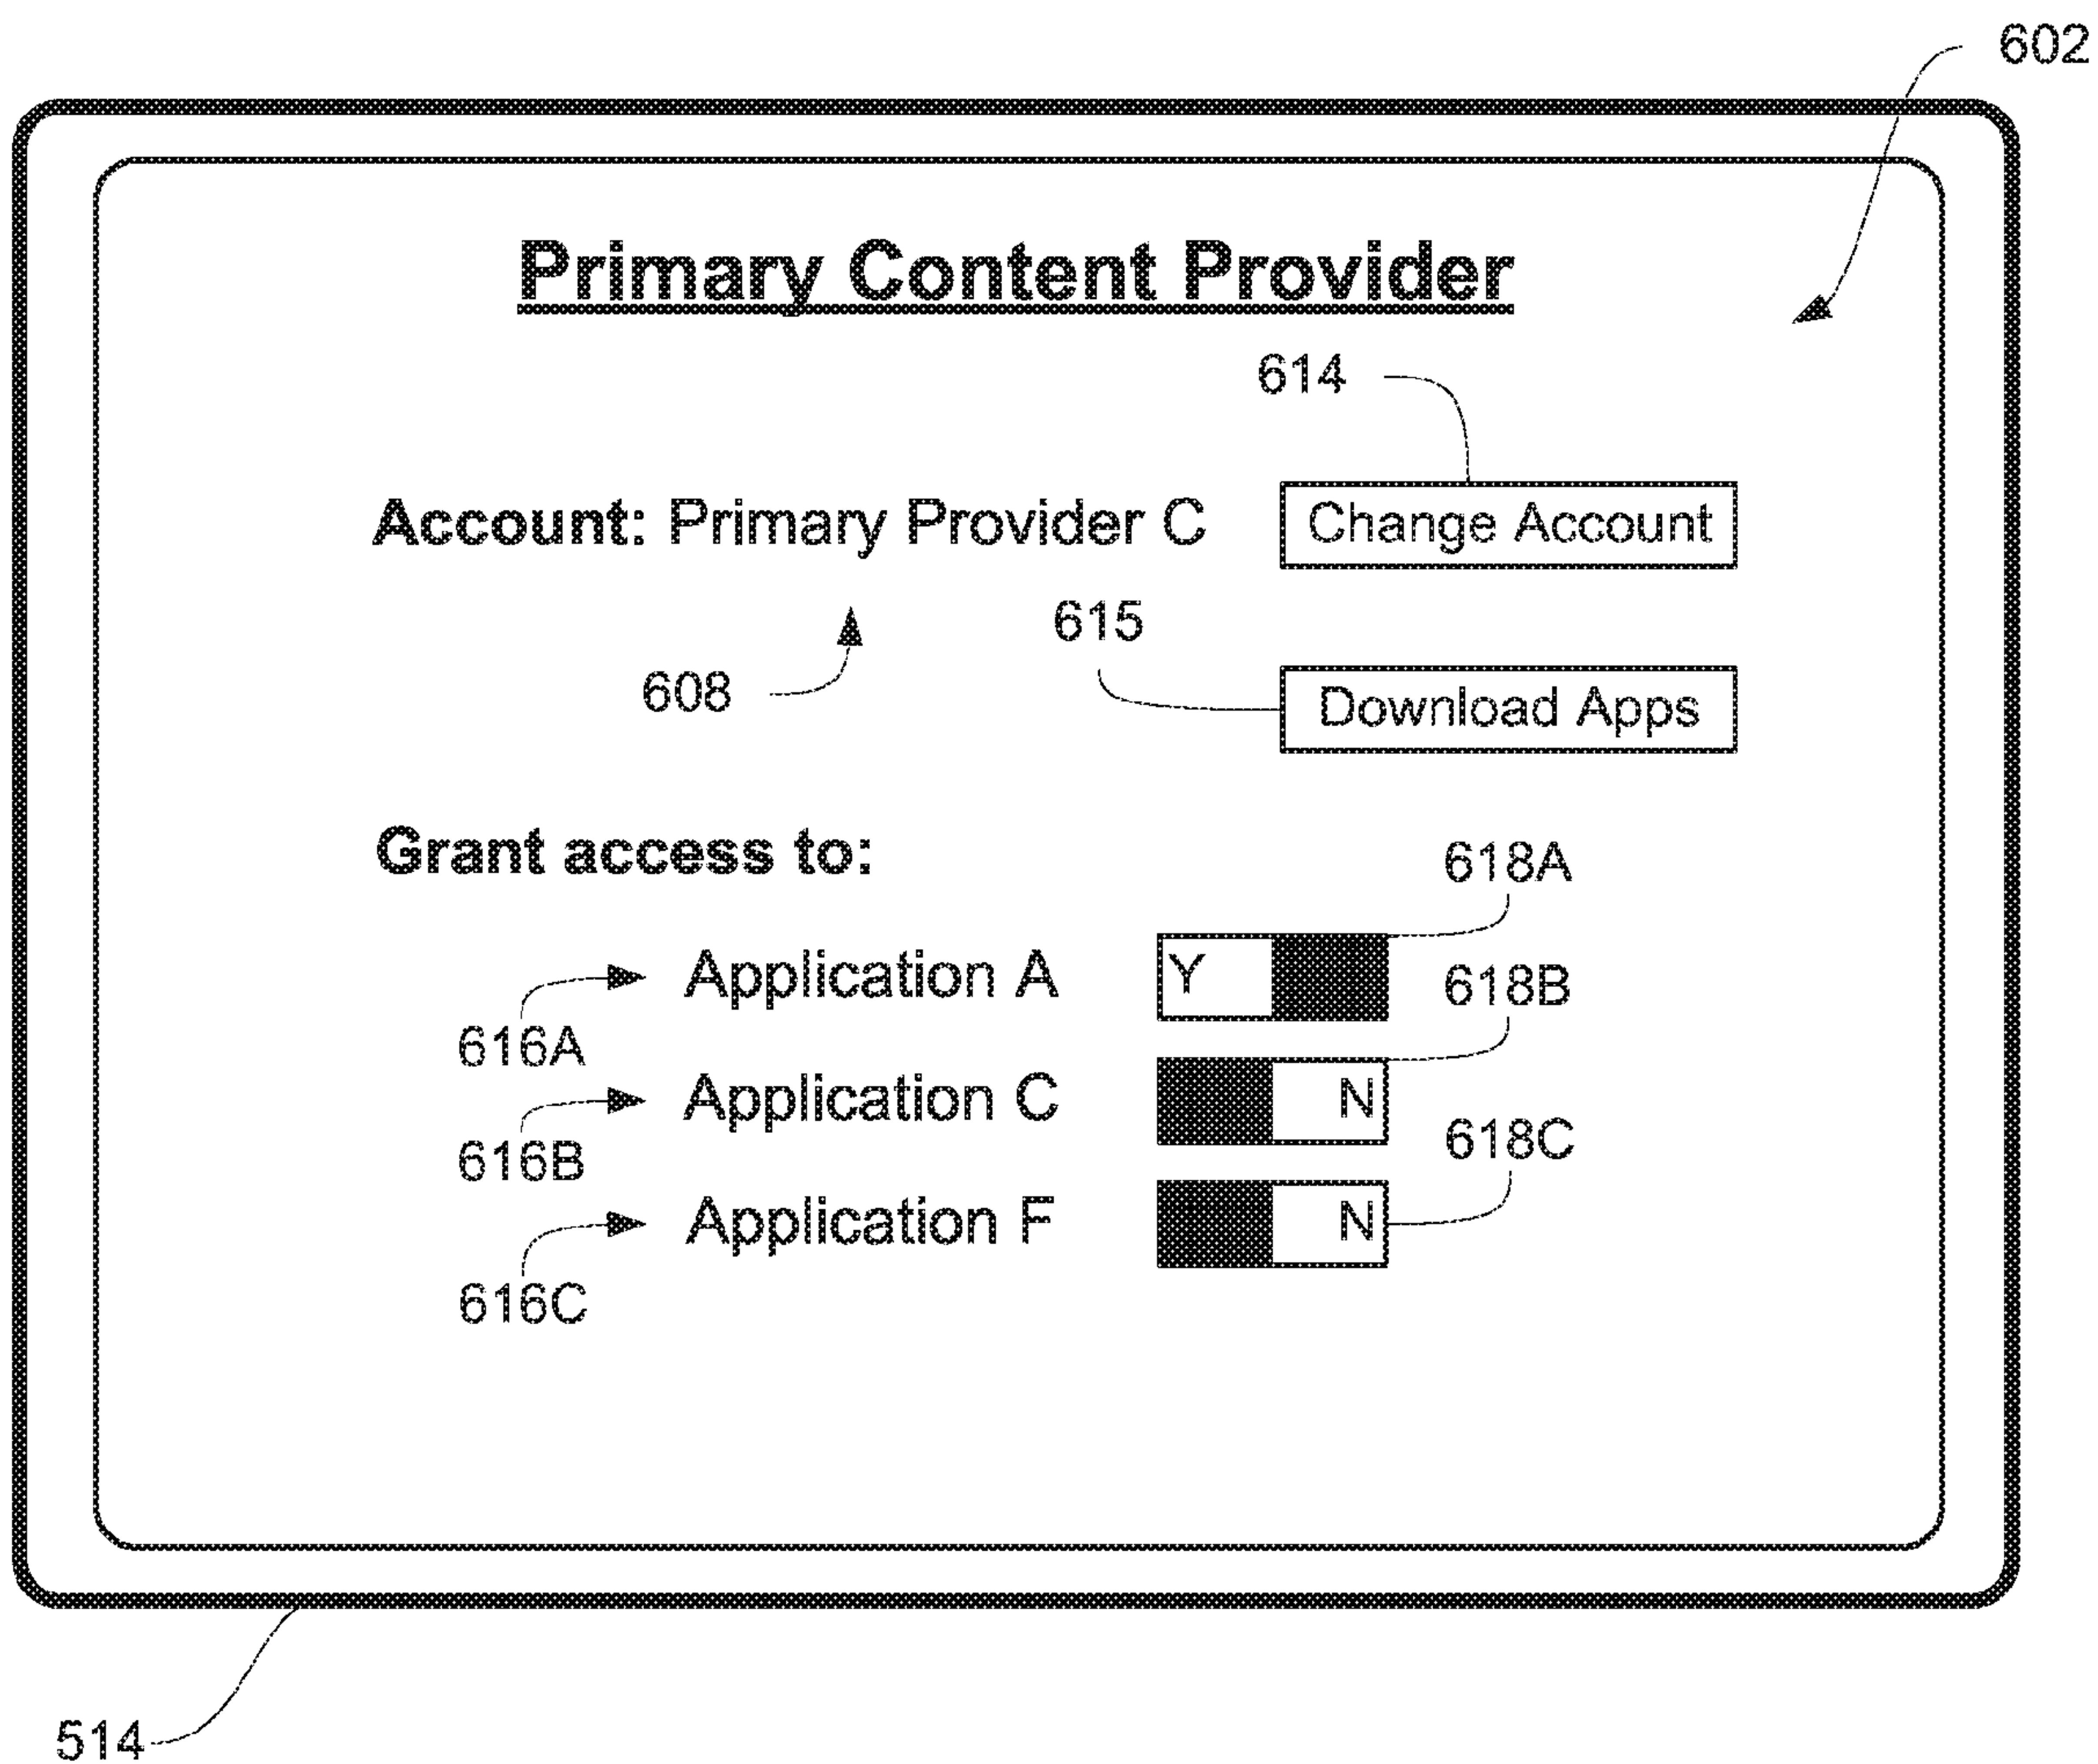 602
Primary Content Provider
614
Account: Primary Provider C
Change Account
615
608
Download Apps
Grant access to:
618A
Application A
Y
616A
618B
Application C
N
616B
618C
Application F
N
616C
514